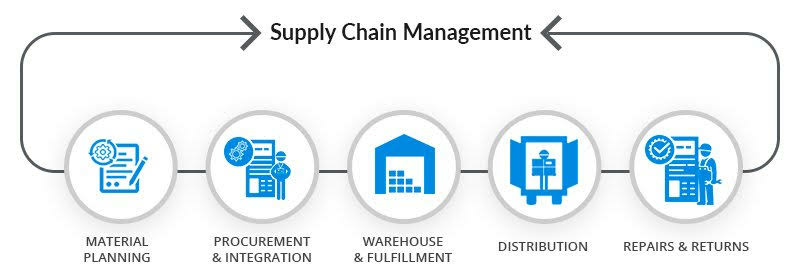 Supply Chain Management
MATERIAL
PLANNING
PROCUREMENT
& INTEGRATION
WAREHOUSE
& FULFILLMENT
DISTRIBUTION
REPAIRS & RETURNS